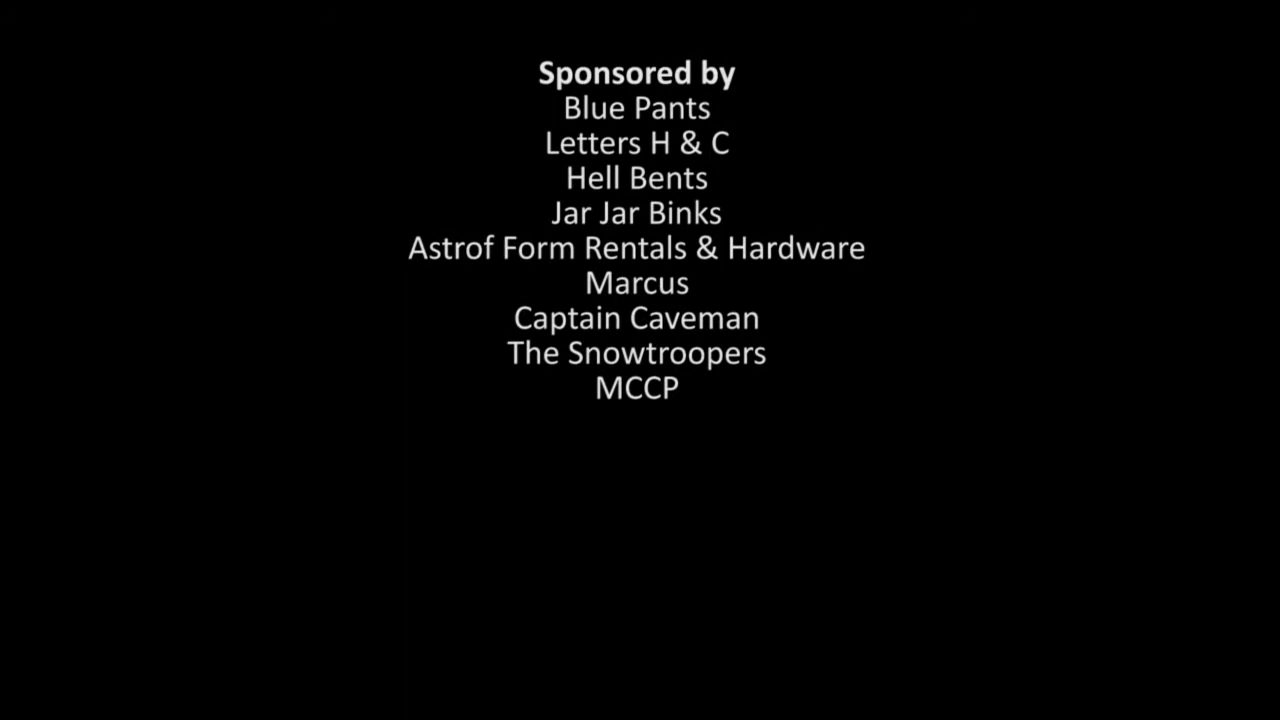 Sponsored by
Blue Pants
Letters H & C
Hell Bents
Jar Jar Binks
Astrof Form Rentals & Hardware
Marcus
Captain Caveman
The Snowtroopers
MCCP